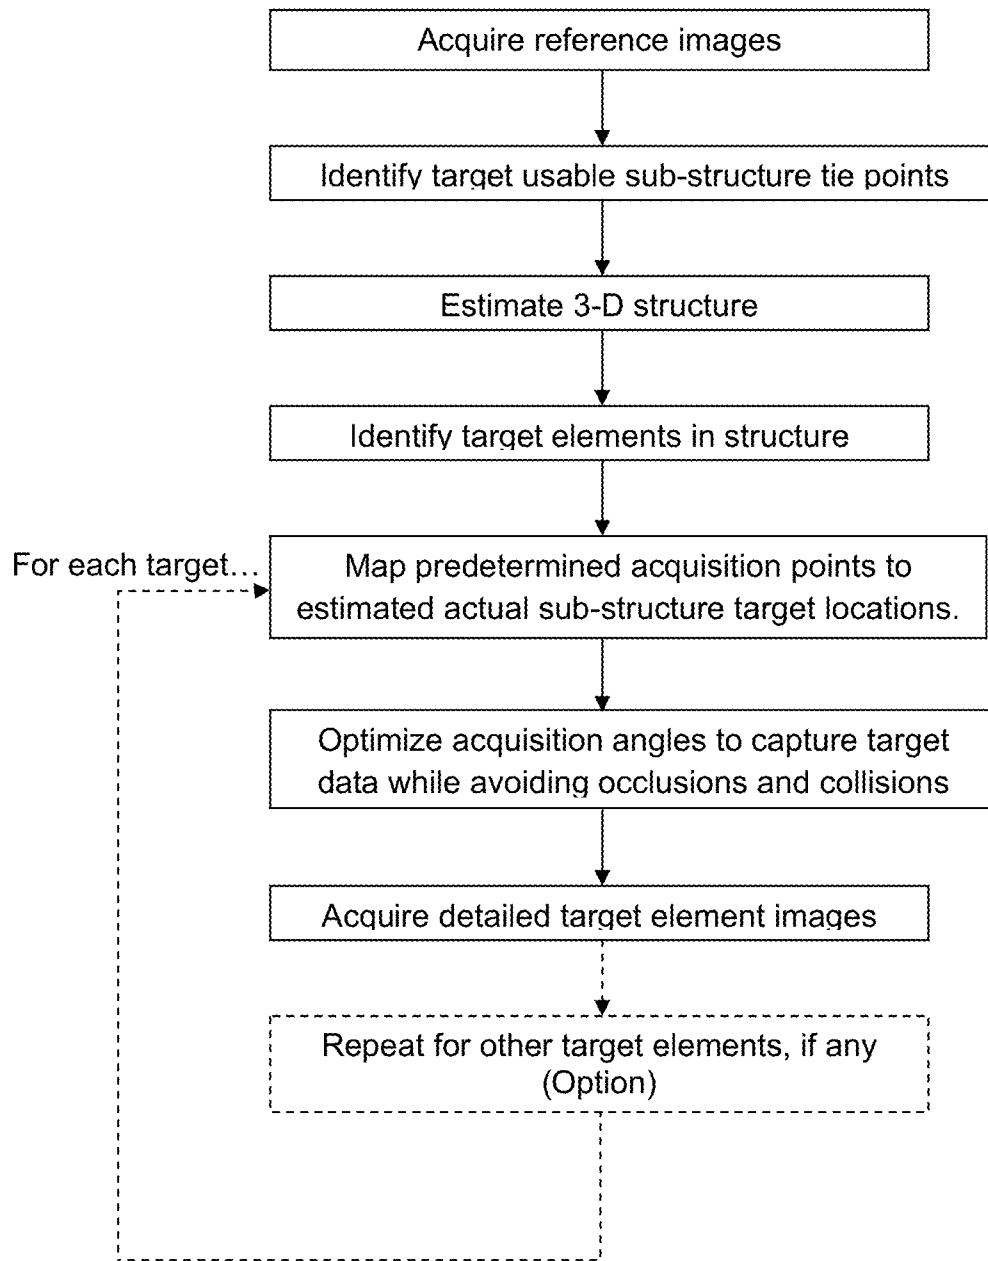 Acquire reference images
Identify target usable sub-structure tie points
Estimate 3-D structure
Identify target elements in structure
For each target…
Map predetermined acquisition points to
estimated actual sub-structure target locations.
Optimize acquisition angles to capture target
data while avoiding occlusions and collisions
Acquire detailed target element images
Repeat for other target elements, if any
(Option)